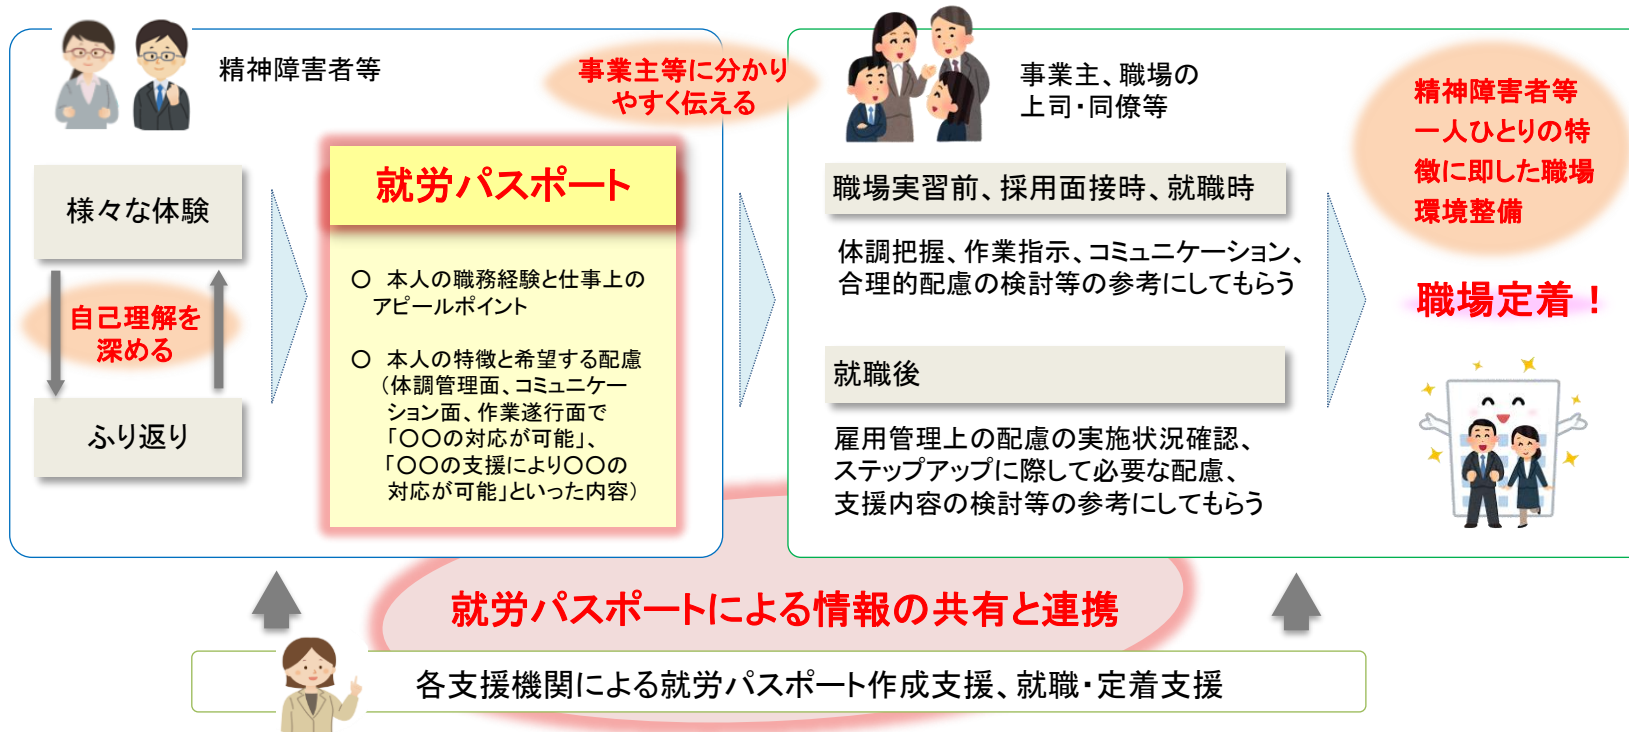 精神障害者等
事業主等に分かり
やすく伝える
様々な体験
自己理解を
深める
ふり返り
就労パスポート
○ 本人の職務経験と仕事上の
アピールポイント
○ 本人の特徴と希望する配慮
（体調管理面、コミュニケー
ション面、作業遂行面で
「○○の対応が可能」、
「○○の支援により○○の
対応が可能」といった内容）
事業主、職場の
上司・同僚等
職場実習前、採用面接時、就職時
体調把握、作業指示、コミュニケーション、
合理的配慮の検討等の参考にしてもらう
就職後
雇用管理上の配慮の実施状況確認、
ステップアップに際して必要な配慮、
支援内容の検討等の参考にしてもらう
精神障害者等
一人ひとりの特
徴に即した職場
環境整備
職場定着！
就労パスポートによる情報の共有と連携
各支援機関による就労パスポート作成支援、就職・定着支援